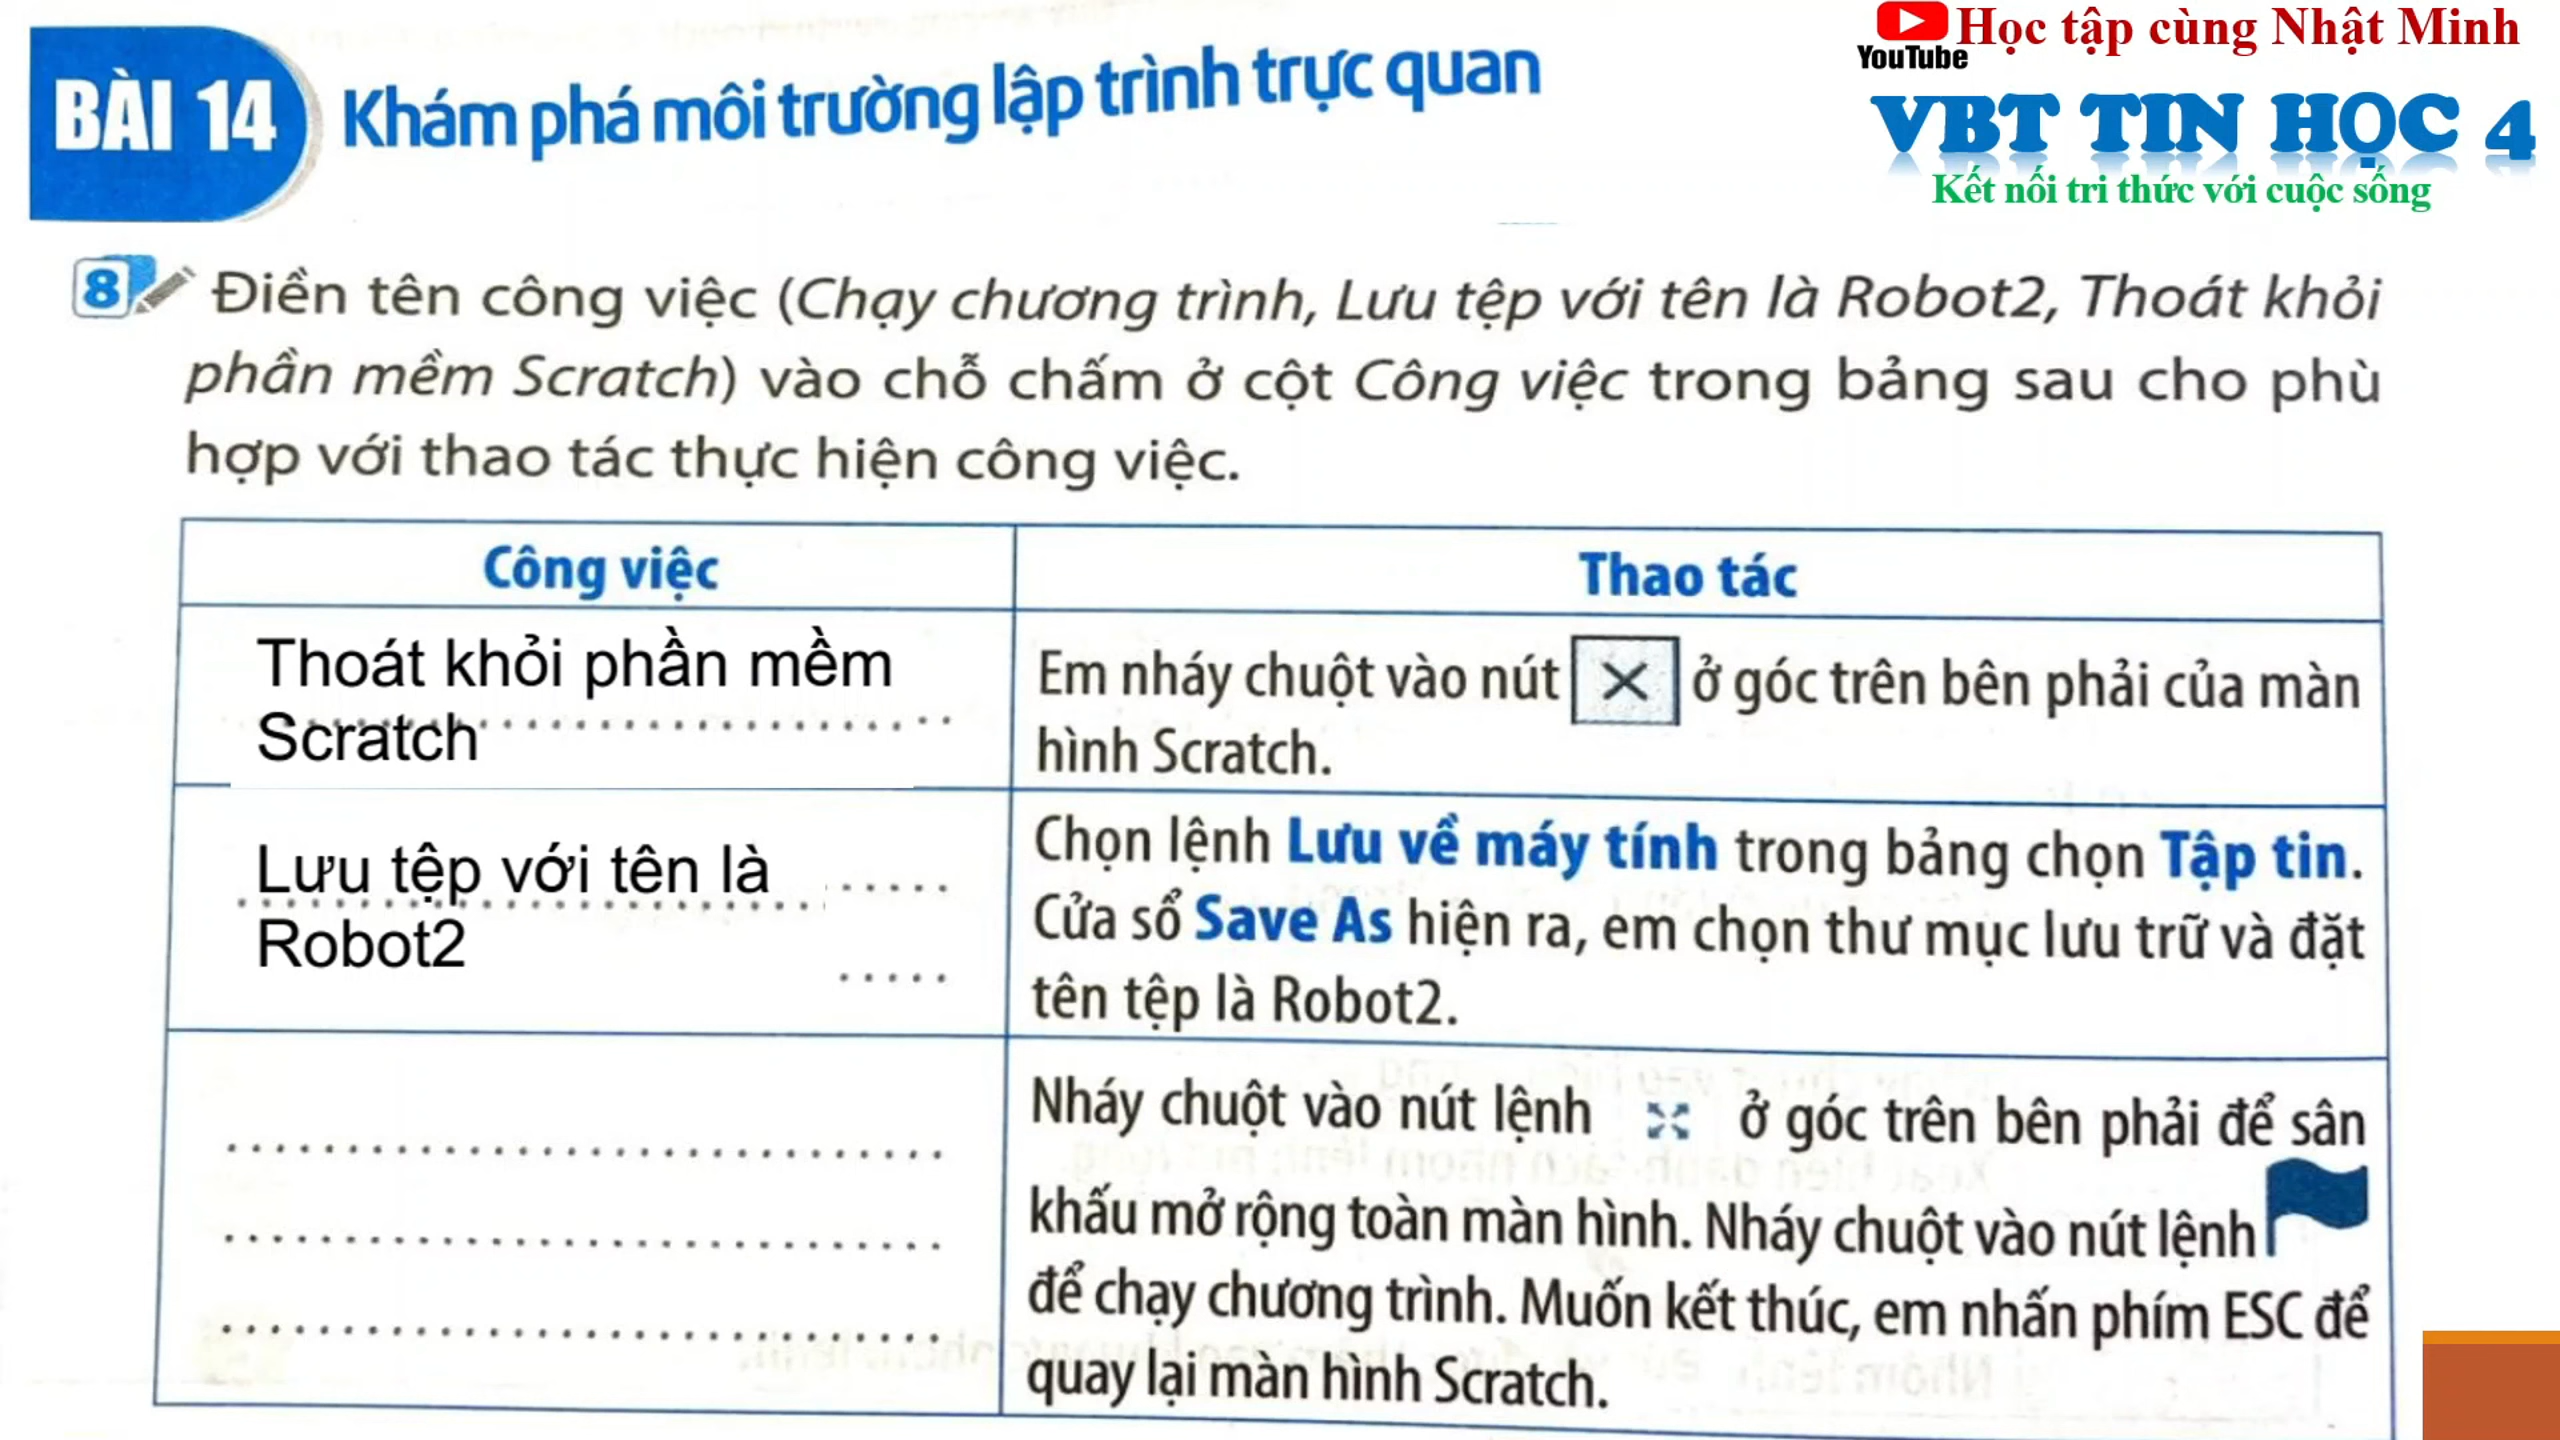 BÀI 14
Khám phá môi trường lập trình trực quan
YouTube
Học tập cùng Nhật Minh
VBT TIN HỌC 4
Kết nối tri thức với cuộc sống
8 Điền tên công việc (Chạy chương trình, Lưu tệp với tên là Robot2, Thoát khỏi
phần mềm Scratch) vào chỗ chấm ở cột Công việc trong bảng sau cho phù
hợp với thao tác thực hiện công việc.
Công việc
Thao tác
Thoát khỏi phần mềm
Scratch
Em nháy chuột vào nút × ở góc trên bên phải của màn
hình Scratch.
Lưu tệp với tên là
Robot2
Chọn lệnh Lưu về máy tính trong bảng chọn Tập tin.
Cửa sổ Save As hiện ra, em chọn thư mục lưu trữ và đặt
tên tệp là Robot2.
Nháy chuột vào nút lệnh ở góc trên bên phải để sân
khấu mở rộng toàn màn hình. Nháy chuột vào nút lệnh
để chạy chương trình. Muốn kết thúc, em nhấn phím ESC để
quay lại màn hình Scratch.